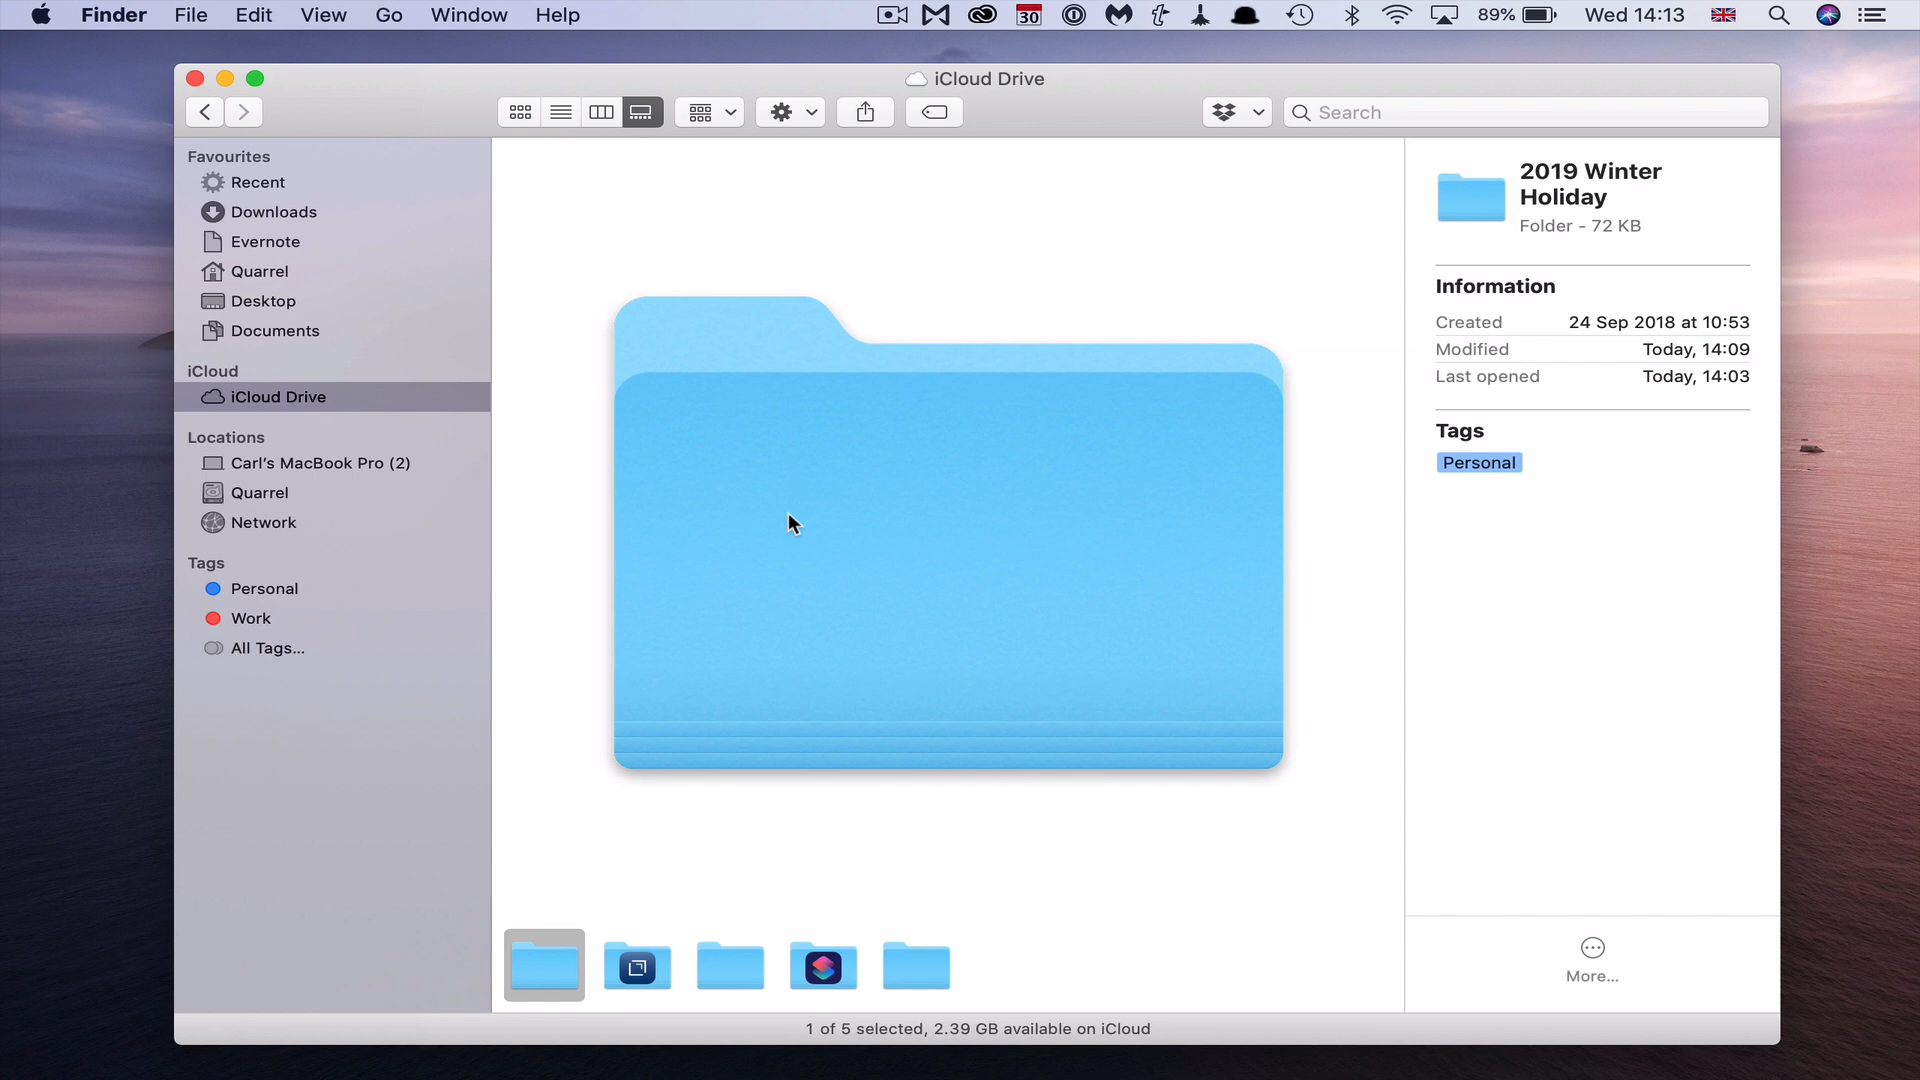 Finder File Edit View Go Window Help 30 89% Wed 14:13
iCloud Drive
Search
Favourites
Recent
Downloads
Evernote
Quarrel
Desktop
Documents
iCloud
iCloud Drive
Locations
Carl's MacBook Pro (2)
Quarrel
Network
Tags
Personal
Work
All Tags...
2019 Winter
Holiday
Folder - 72 KB
Information
Created 24 Sep 2018 at 10:53
Modified Today, 14:09
Last opened Today, 14:03
Tags
Personal
More...
1 of 5 selected, 2.39 GB available on iCloud